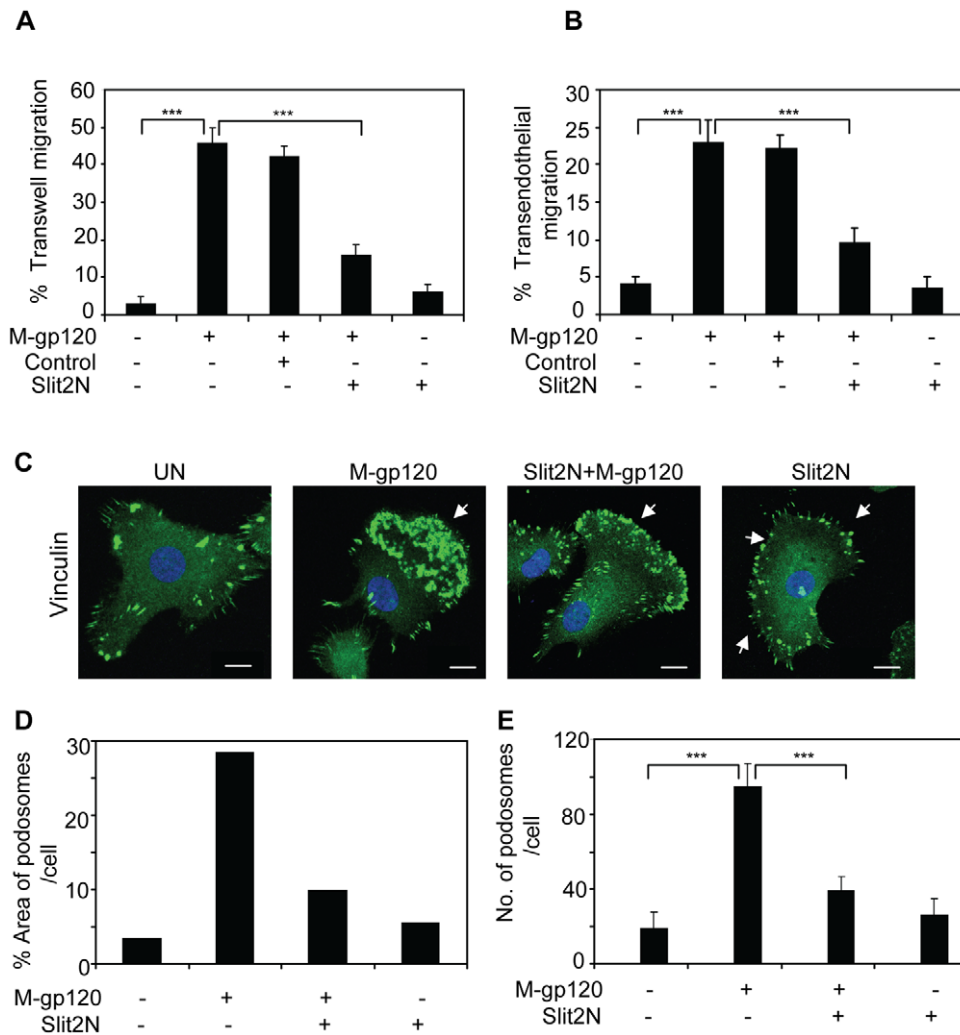 A
% Transwell migration
60
50
40
30
20
10
0
*** ***
M-gp120 - + + + -
Control - - + - -
Slit2N - - - + +
B
% Transendothelial
migration
30
25
20
15
10
5
0
*** ***
M-gp120 - + + + -
Control - - + - -
Slit2N - - - + +
C
UN M-gp120 Slit2N+M-gp120 Slit2N
Vinculin
D
% Area of podosomes
/cell
30
20
10
0
M-gp120 - + + -
Slit2N - - + +
E
No. of podosomes
/cell
120
80
40
0
*** ***
M-gp120 - + + -
Slit2N - - + +